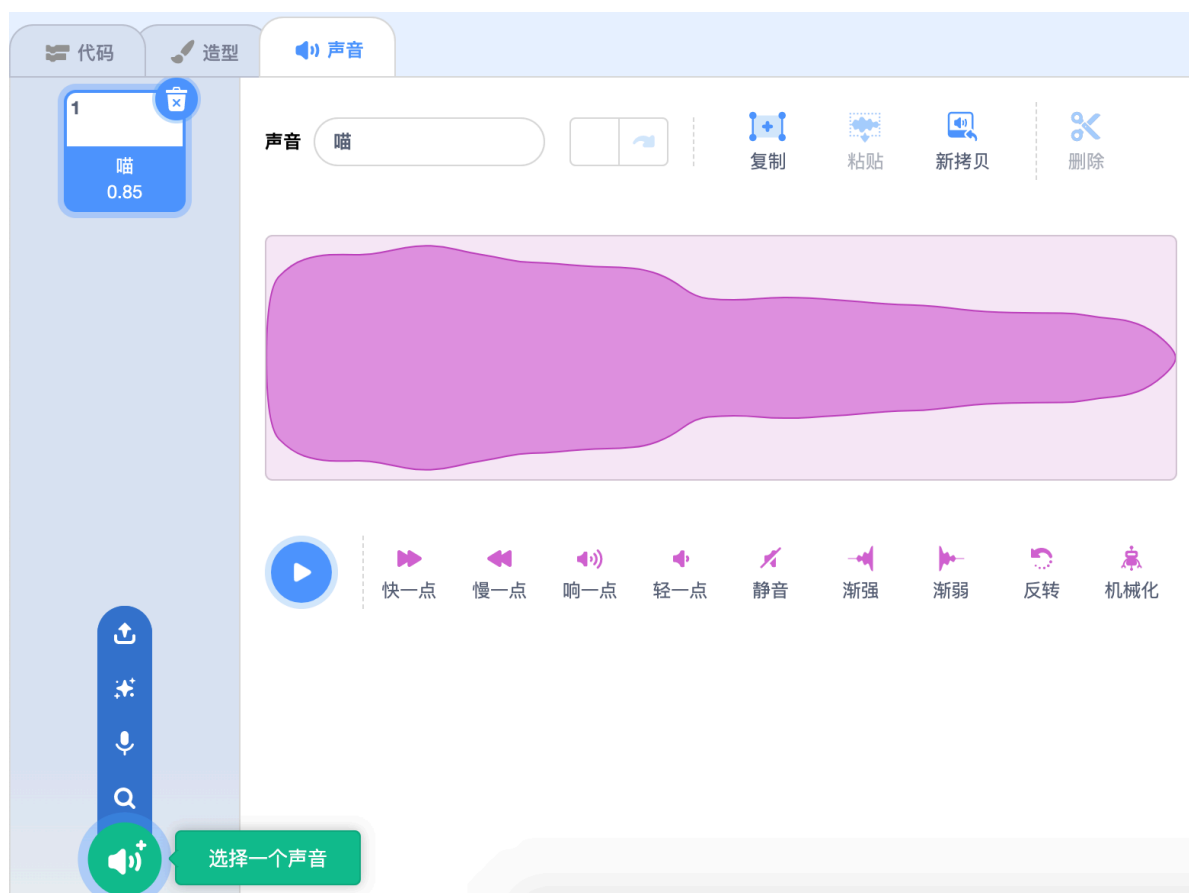 代码 造型 声音
1
喵
0.85
声音 喵 复制 粘贴 新拷贝 删除
快一点 慢一点 响一点 轻一点 静音 渐强 渐弱 反转 机械化
选择一个声音